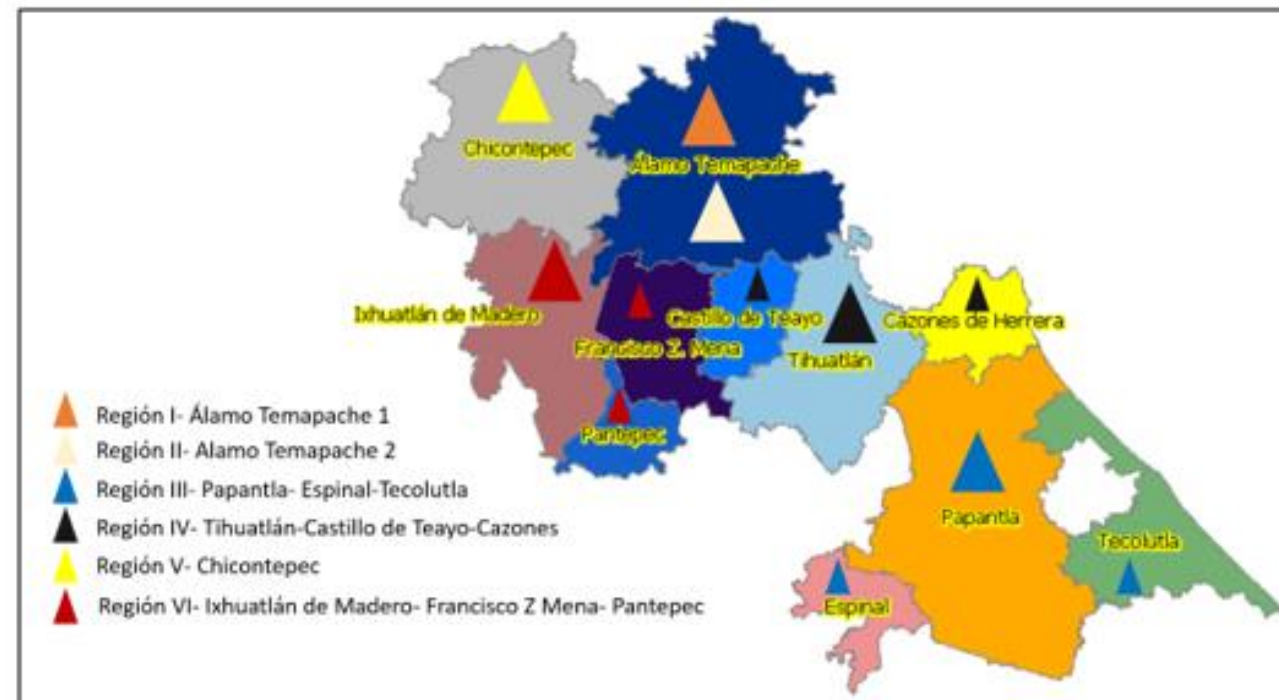 Chicontepec
Álamo Temapache
Ixhuatlán de Madero
Castillo de Teayo
Cazones de Herrera
Francisco Z. Mena
Tihuatlán
Pantepec
Papantla
Tecolutla
Espinal
Región I- Álamo Temapache 1
Región II- Alamo Temapache 2
Región III- Papantla- Espinal-Tecolutla
Región IV- Tihuatlán-Castillo de Teayo-Cazones
Región V- Chicontepec
Región VI- Ixhuatlán de Madero- Francisco Z Mena- Pantepec